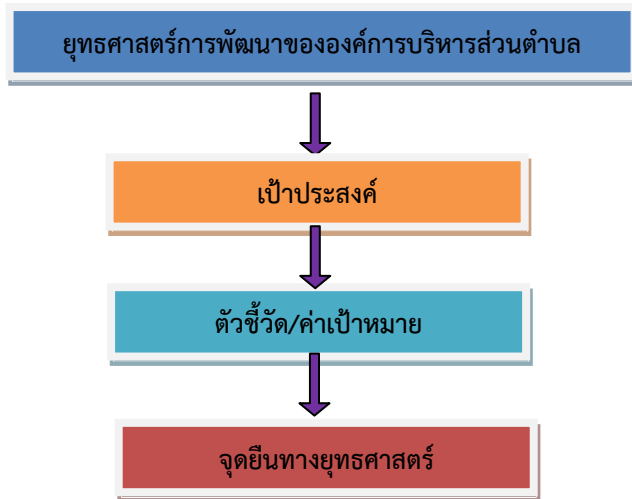 ยุทธศาสตร์การพัฒนาขององค์การบริหารส่วนตำบล
เป้าประสงค์
ตัวชี้วัด/ค่าเป้าหมาย
จุดยืนทางยุทธศาสตร์